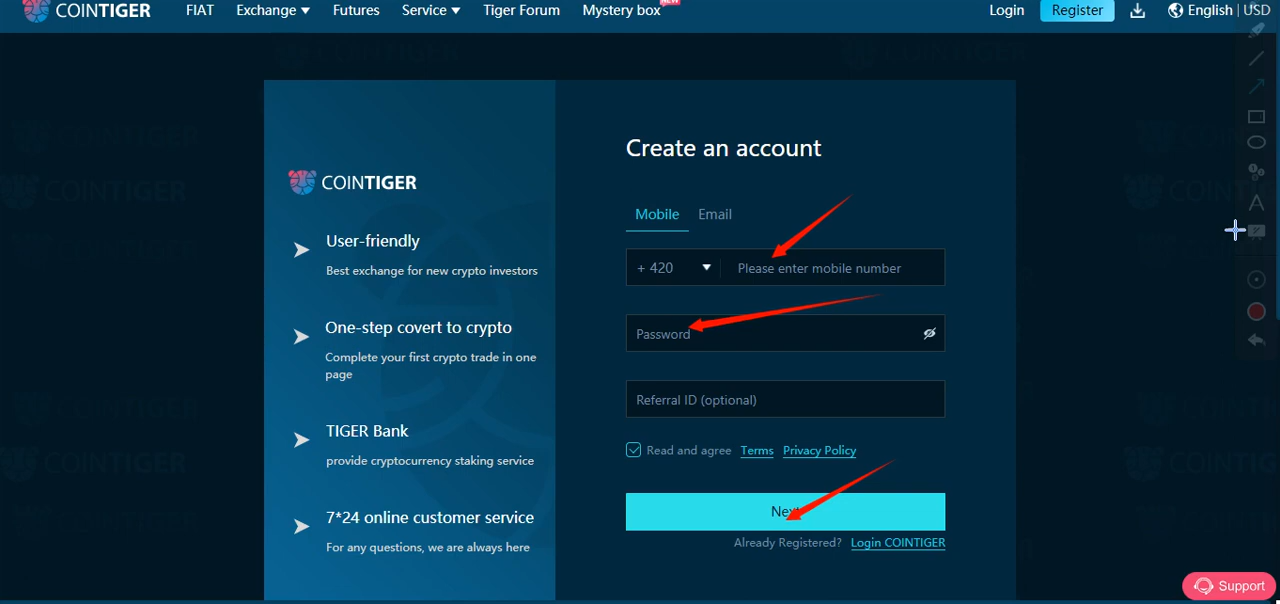 COINTIGER FIAT Exchange Futures Service Tiger Forum Mystery box NEW Login Register English | USD
Create an account
COINTIGER
Mobile Email
User-friendly
Best exchange for new crypto investors
+ 420 Please enter mobile number
One-step covert to crypto
Complete your first crypto trade in one
page
Password
Referral ID (optional)
TIGER Bank
provide cryptocurrency staking service
Read and agree Terms Privacy Policy
7*24 online customer service
For any questions, we are always here
Next
Already Registered? Login COINTIGER
Support